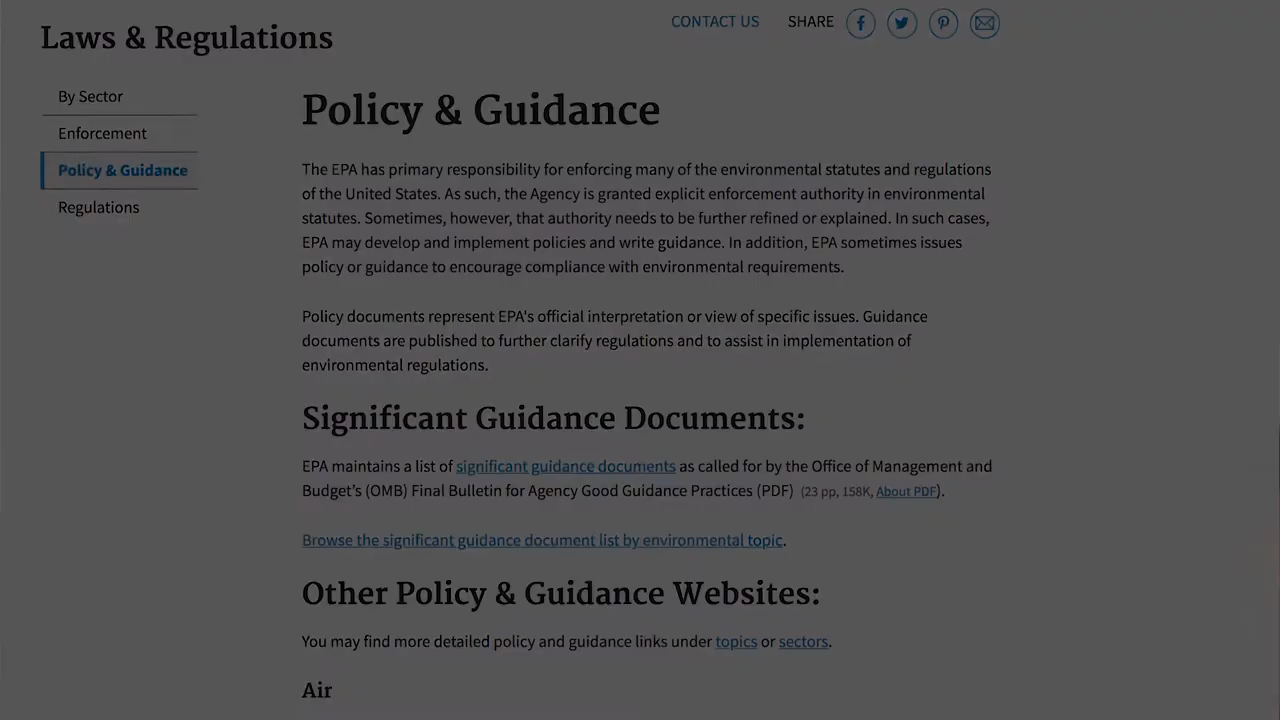 Laws & Regulations
CONTACT US
SHARE
By Sector
Enforcement
Policy & Guidance
Regulations
Policy & Guidance
The EPA has primary responsibility for enforcing many of the environmental statutes and regulations
of the United States. As such, the Agency is granted explicit enforcement authority in environmental
statutes. Sometimes, however, that authority needs to be further refined or explained. In such cases,
EPA may develop and implement policies and write guidance. In addition, EPA sometimes issues
policy or guidance to encourage compliance with environmental requirements.
Policy documents represent EPA's official interpretation or view of specific issues. Guidance
documents are published to further clarify regulations and to assist in implementation of
environmental regulations.
Significant Guidance Documents:
EPA maintains a list of significant guidance documents as called for by the Office of Management and
Budget’s (OMB) Final Bulletin for Agency Good Guidance Practices (PDF) (23 pp, 158K, About PDF).
Browse the significant guidance document list by environmental topic.
Other Policy & Guidance Websites:
You may find more detailed policy and guidance links under topics or sectors.
Air